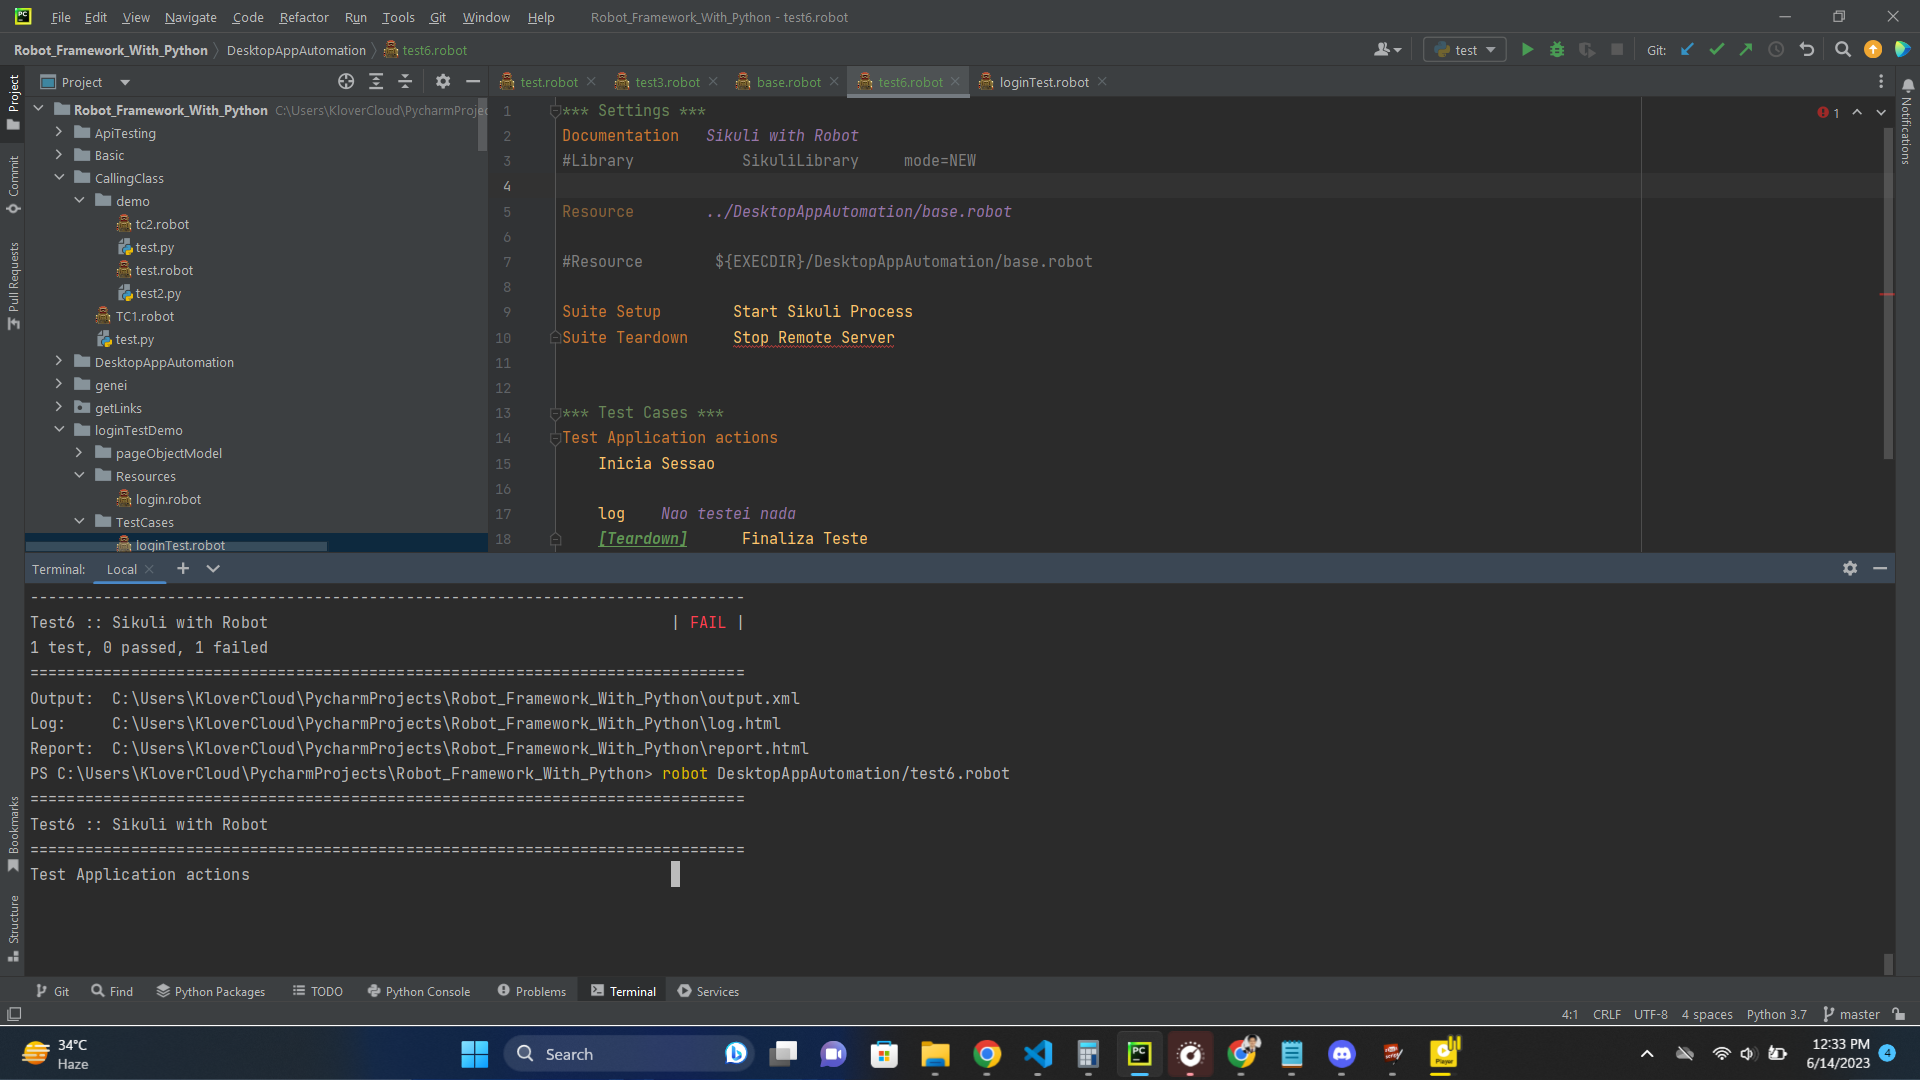 File Edit View Navigate Code Refactor Run Tools Git Window Help Robot_Framework_With_Python - test6.robot
Robot_Framework_With_Python DesktopAppAutomation test6.robot test Git:
Project
test.robot test3.robot base.robot test6.robot loginTest.robot
Robot_Framework_With_Python C:\Users\KloverCloud\PycharmProjec
ApiTesting
Basic
CallingClass
demo
tc2.robot
test.py
test.robot
test2.py
TC1.robot
test.py
DesktopAppAutomation
genei
getLinks
loginTestDemo
pageObjectModel
Resources
login.robot
TestCases
loginTest.robot
Project
Commit
Pull Requests
Bookmarks
Structure
Notifications
1
1 *** Settings ***
2 Documentation Sikuli with Robot
3 #Library SikuliLibrary mode=NEW
4
5 Resource ../DesktopAppAutomation/base.robot
6
7 #Resource ${EXECDIR}/DesktopAppAutomation/base.robot
8
9 Suite Setup Start Sikuli Process
10 Suite Teardown Stop Remote Server
11
12
13 *** Test Cases ***
14 Test Application actions
15 Inicia Sessao
16
17 log Nao testei nada
18 [Teardown] Finaliza Teste
Terminal: Local
------------------------------------------------------------------------------
Test6 :: Sikuli with Robot | FAIL |
1 test, 0 passed, 1 failed
==============================================================================
Output: C:\Users\KloverCloud\PycharmProjects\Robot_Framework_With_Python\output.xml
Log: C:\Users\KloverCloud\PycharmProjects\Robot_Framework_With_Python\log.html
Report: C:\Users\KloverCloud\PycharmProjects\Robot_Framework_With_Python\report.html
PS C:\Users\KloverCloud\PycharmProjects\Robot_Framework_With_Python> robot DesktopAppAutomation/test6.robot
==============================================================================
Test6 :: Sikuli with Robot
==============================================================================
Test Application actions
Git Find Python Packages TODO Python Console Problems Terminal Services
4:1 CRLF UTF-8 4 spaces Python 3.7 master
34°C
Haze
Search
12:33 PM
6/14/2023
4